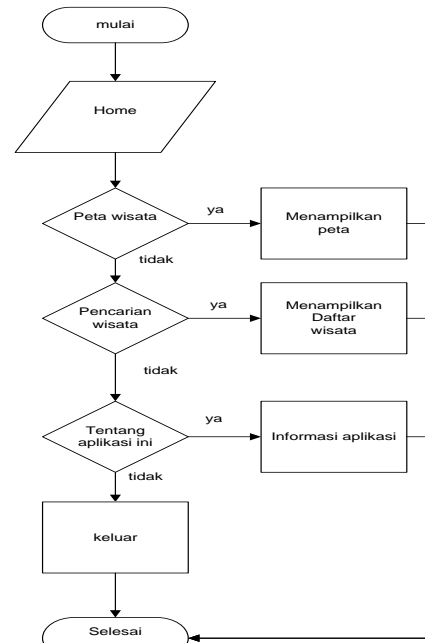 mulai
Home
Peta wisata
ya
Menampilkan
peta
tidak
Pencarian
wisata
ya
Menampilkan
Daftar
wisata
tidak
Tentang
aplikasi ini
ya
Informasi aplikasi
tidak
keluar
Selesai